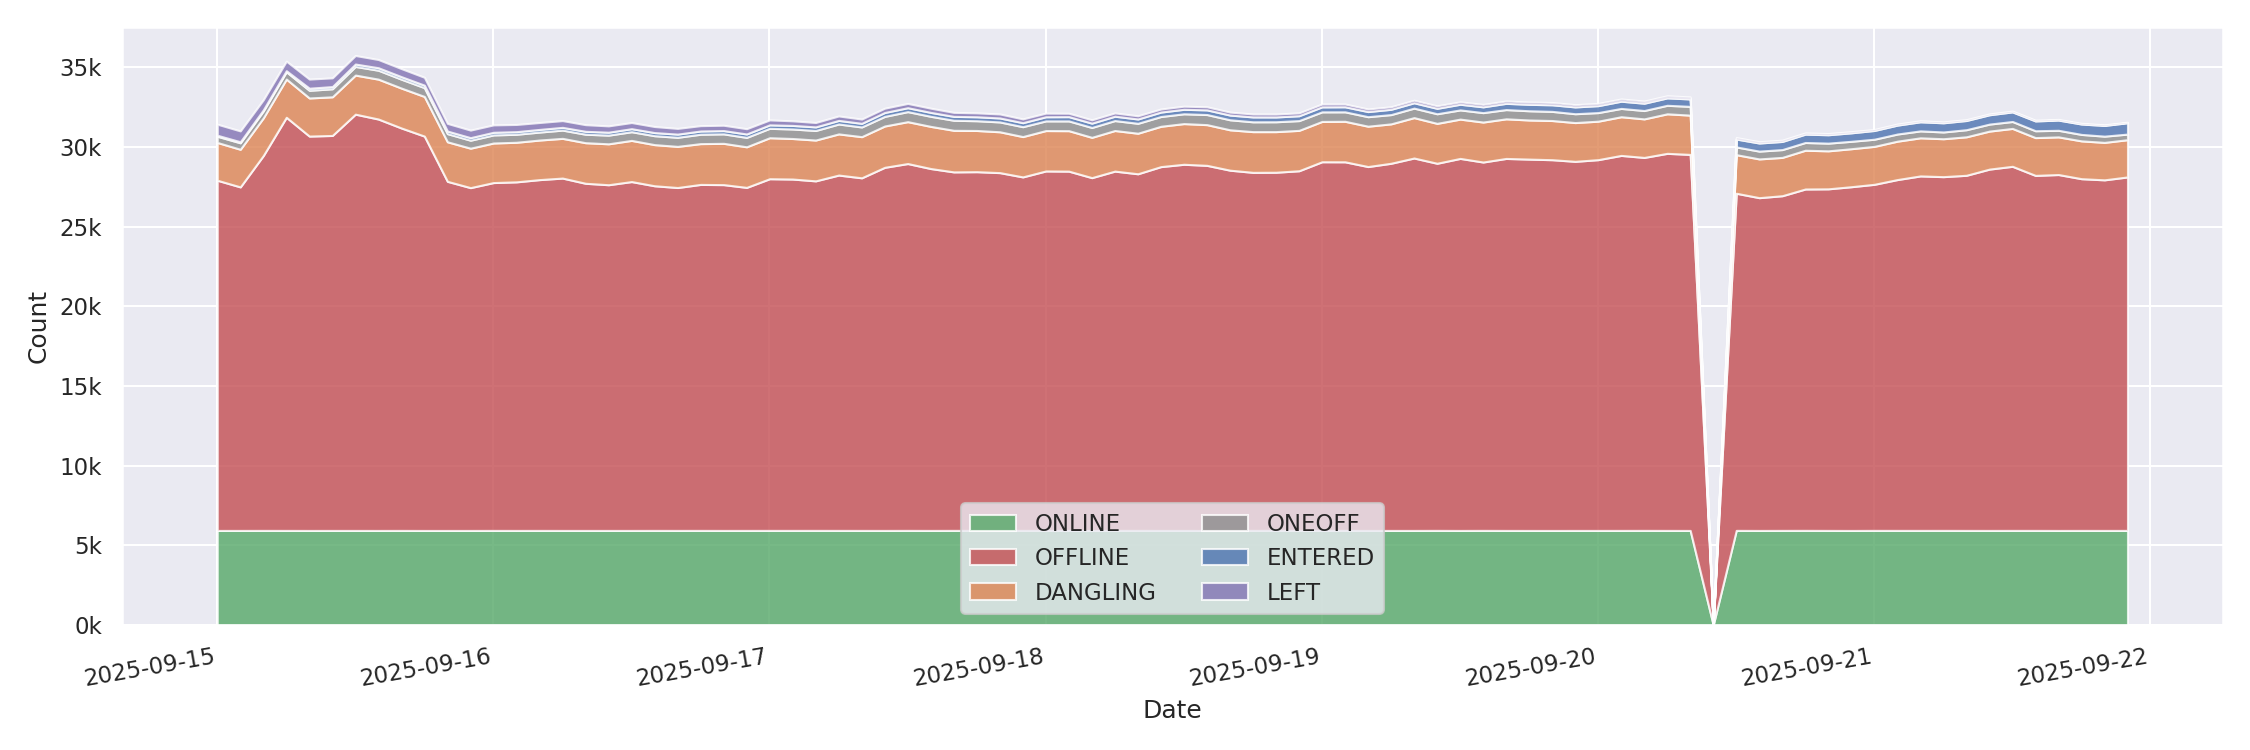 35k
30k
25k
20k
15k
10k
5k
0k
Count
ONLINE
OFFLINE
DANGLING
ONEOFF
ENTERED
LEFT
2025-09-15
2025-09-16
2025-09-17
2025-09-18
2025-09-19
2025-09-20
2025-09-21
2025-09-22
Date